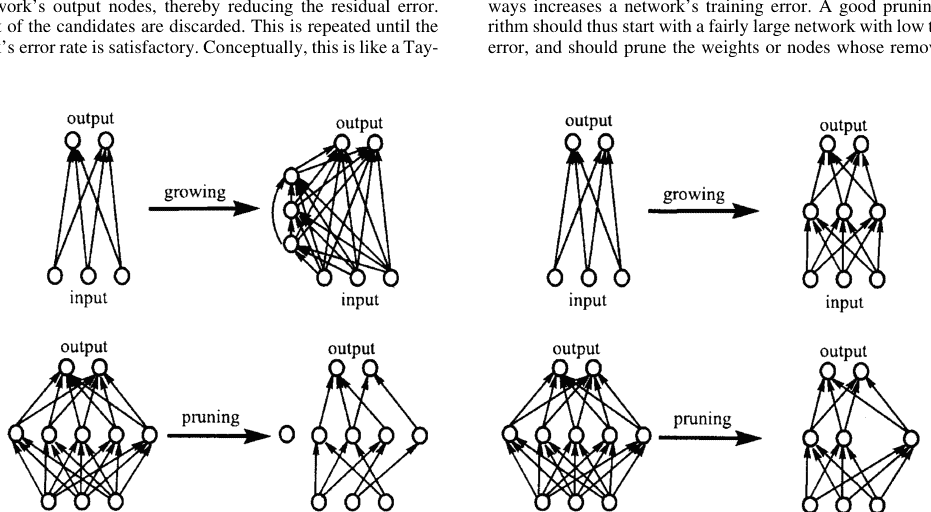 work's output nodes, thereby reducing the residual error.
of the candidates are discarded. This is repeated until the
's error rate is satisfactory. Conceptually, this is like a Tay-
ways increases a network's training error. A good prunin
rithm should thus start with a fairly large network with low t
error, and should prune the weights or nodes whose remov
output
growing
output
input
input
output
growing
output
input
input
output
pruning
output
output
pruning
output